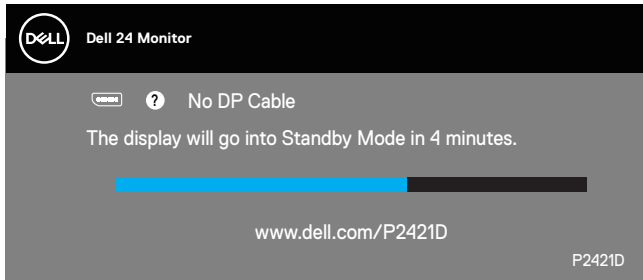 DELL
Dell 24 Monitor
? No DP Cable
The display will go into Standby Mode in 4 minutes.
www.dell.com/P2421D
P2421D